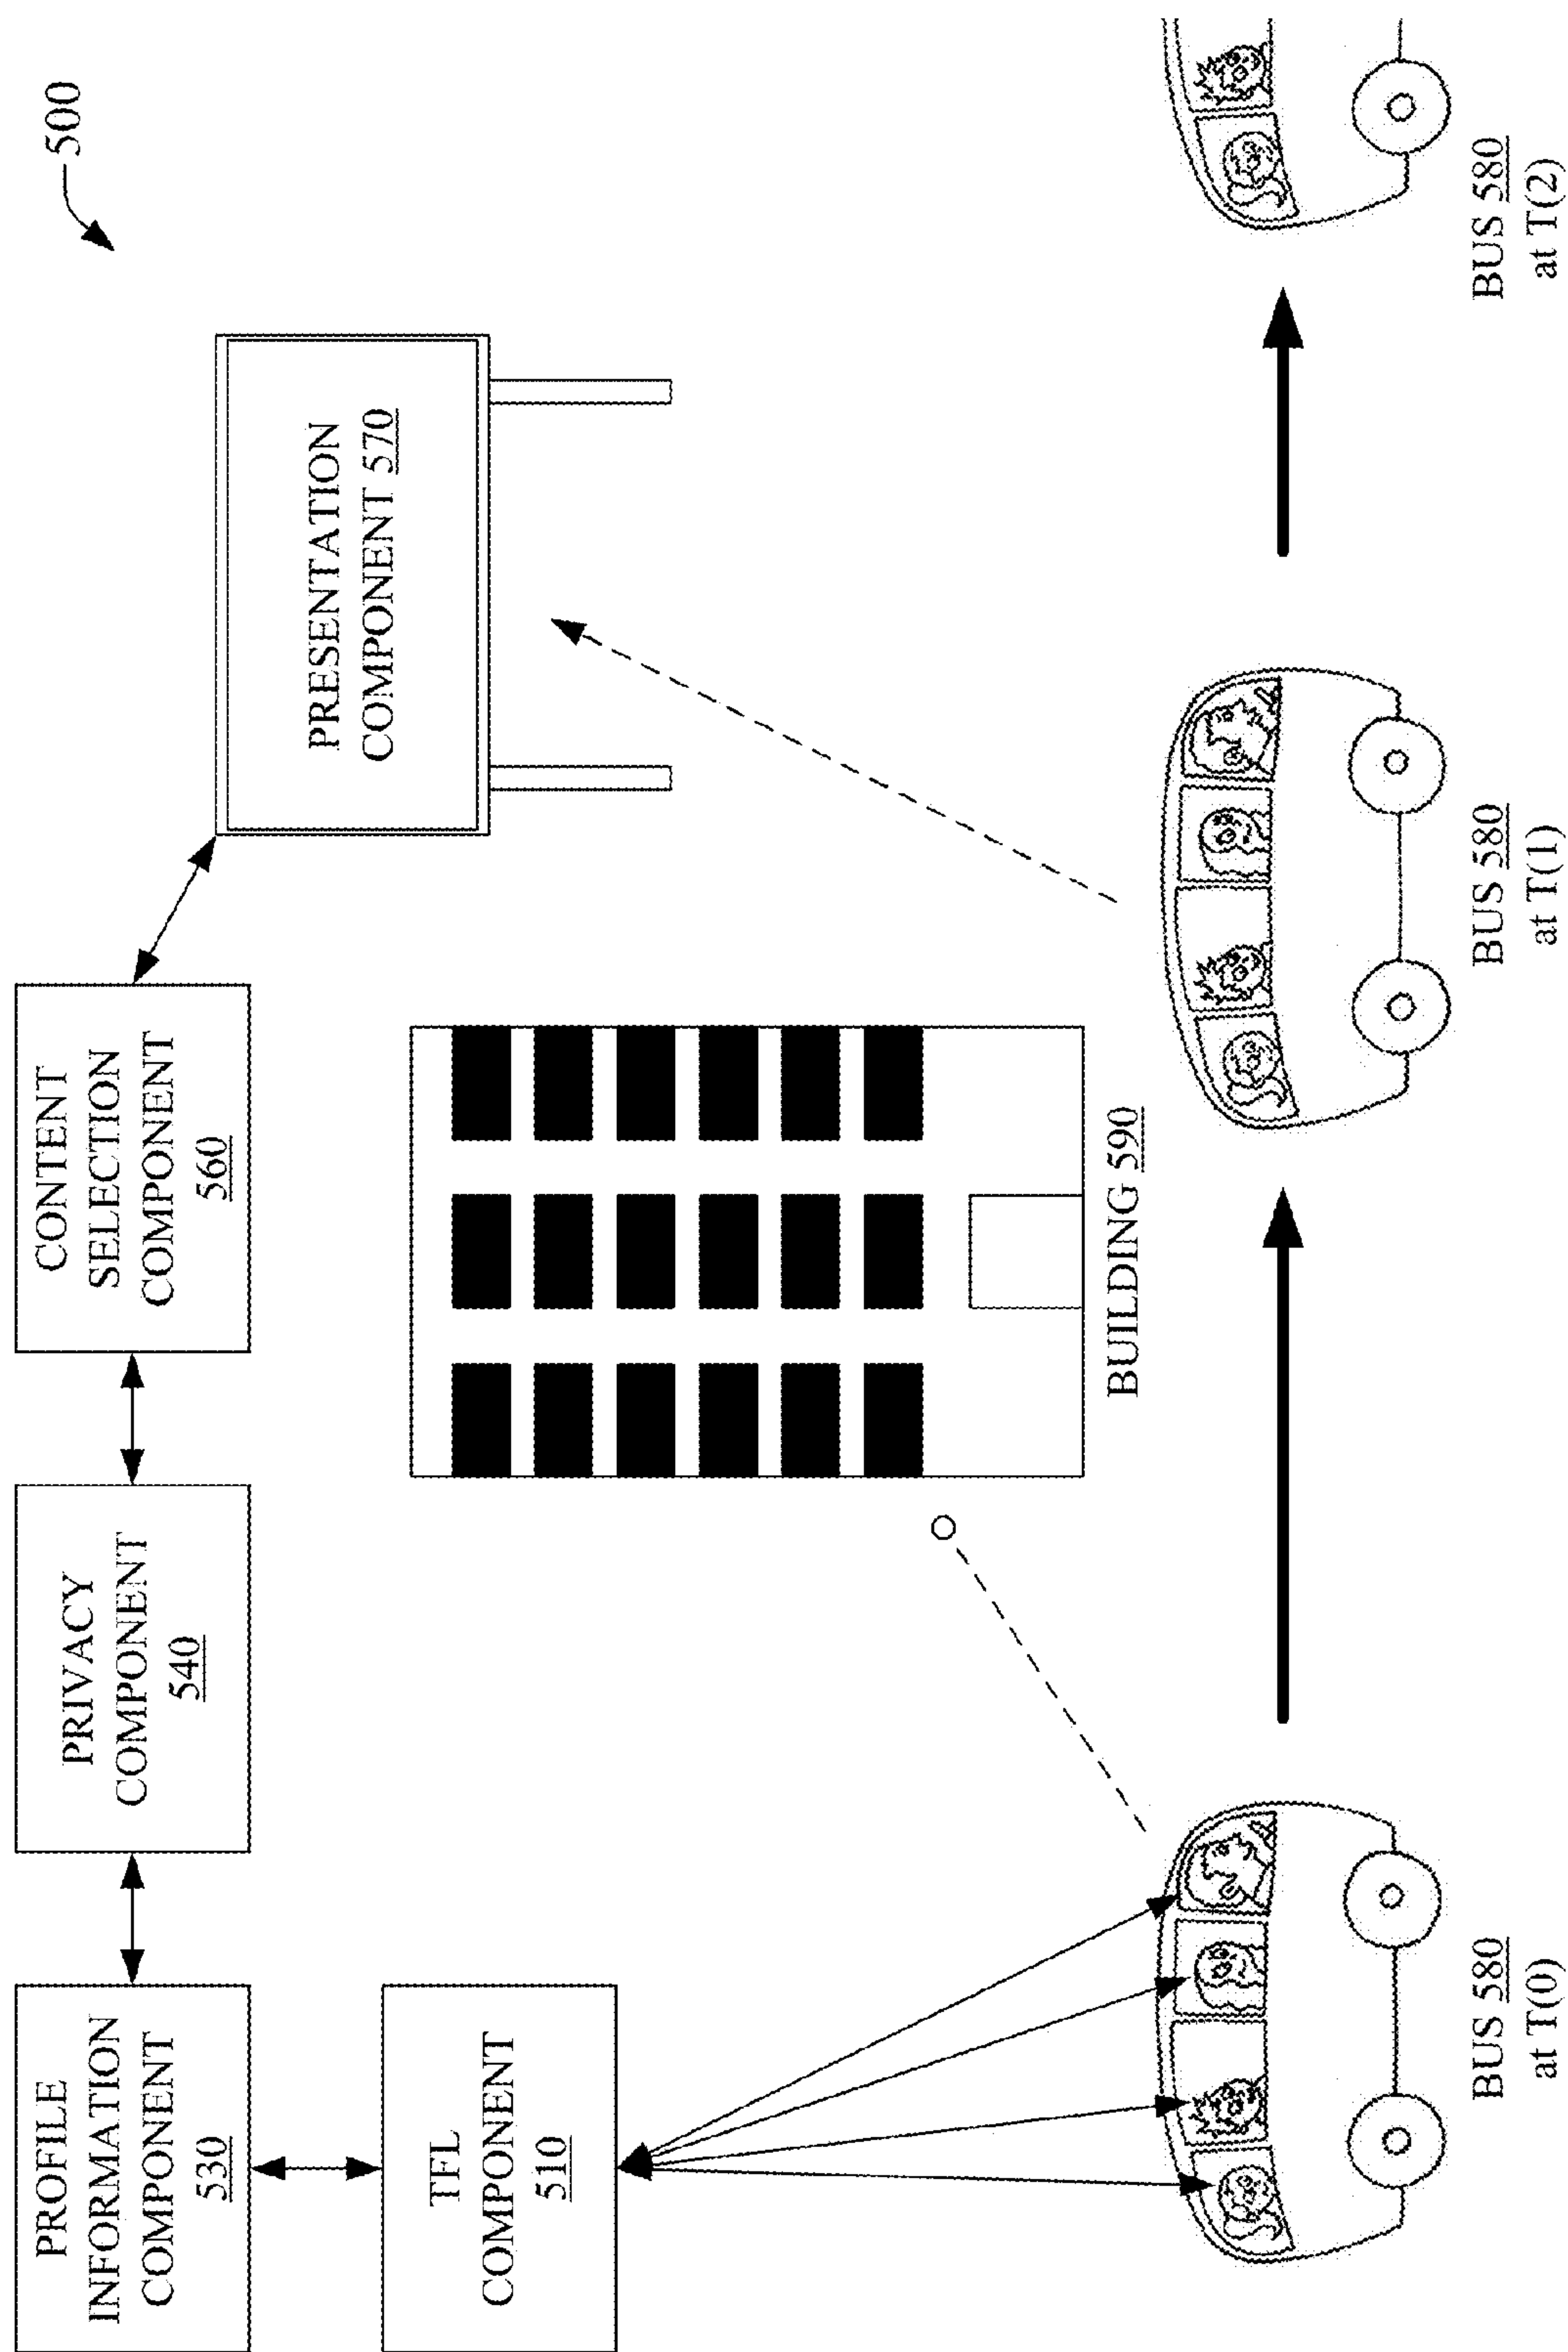 500
PROFILE
INFORMATION
COMPONENT
530
PRIVACY
COMPONENT
540
CONTENT
SELECTION
COMPONENT
560
TFL
COMPONENT
510
PRESENTATION
COMPONENT 570
BUILDING 590
BUS 580
at T(0)
BUS 580
at T(1)
BUS 580
at T(2)